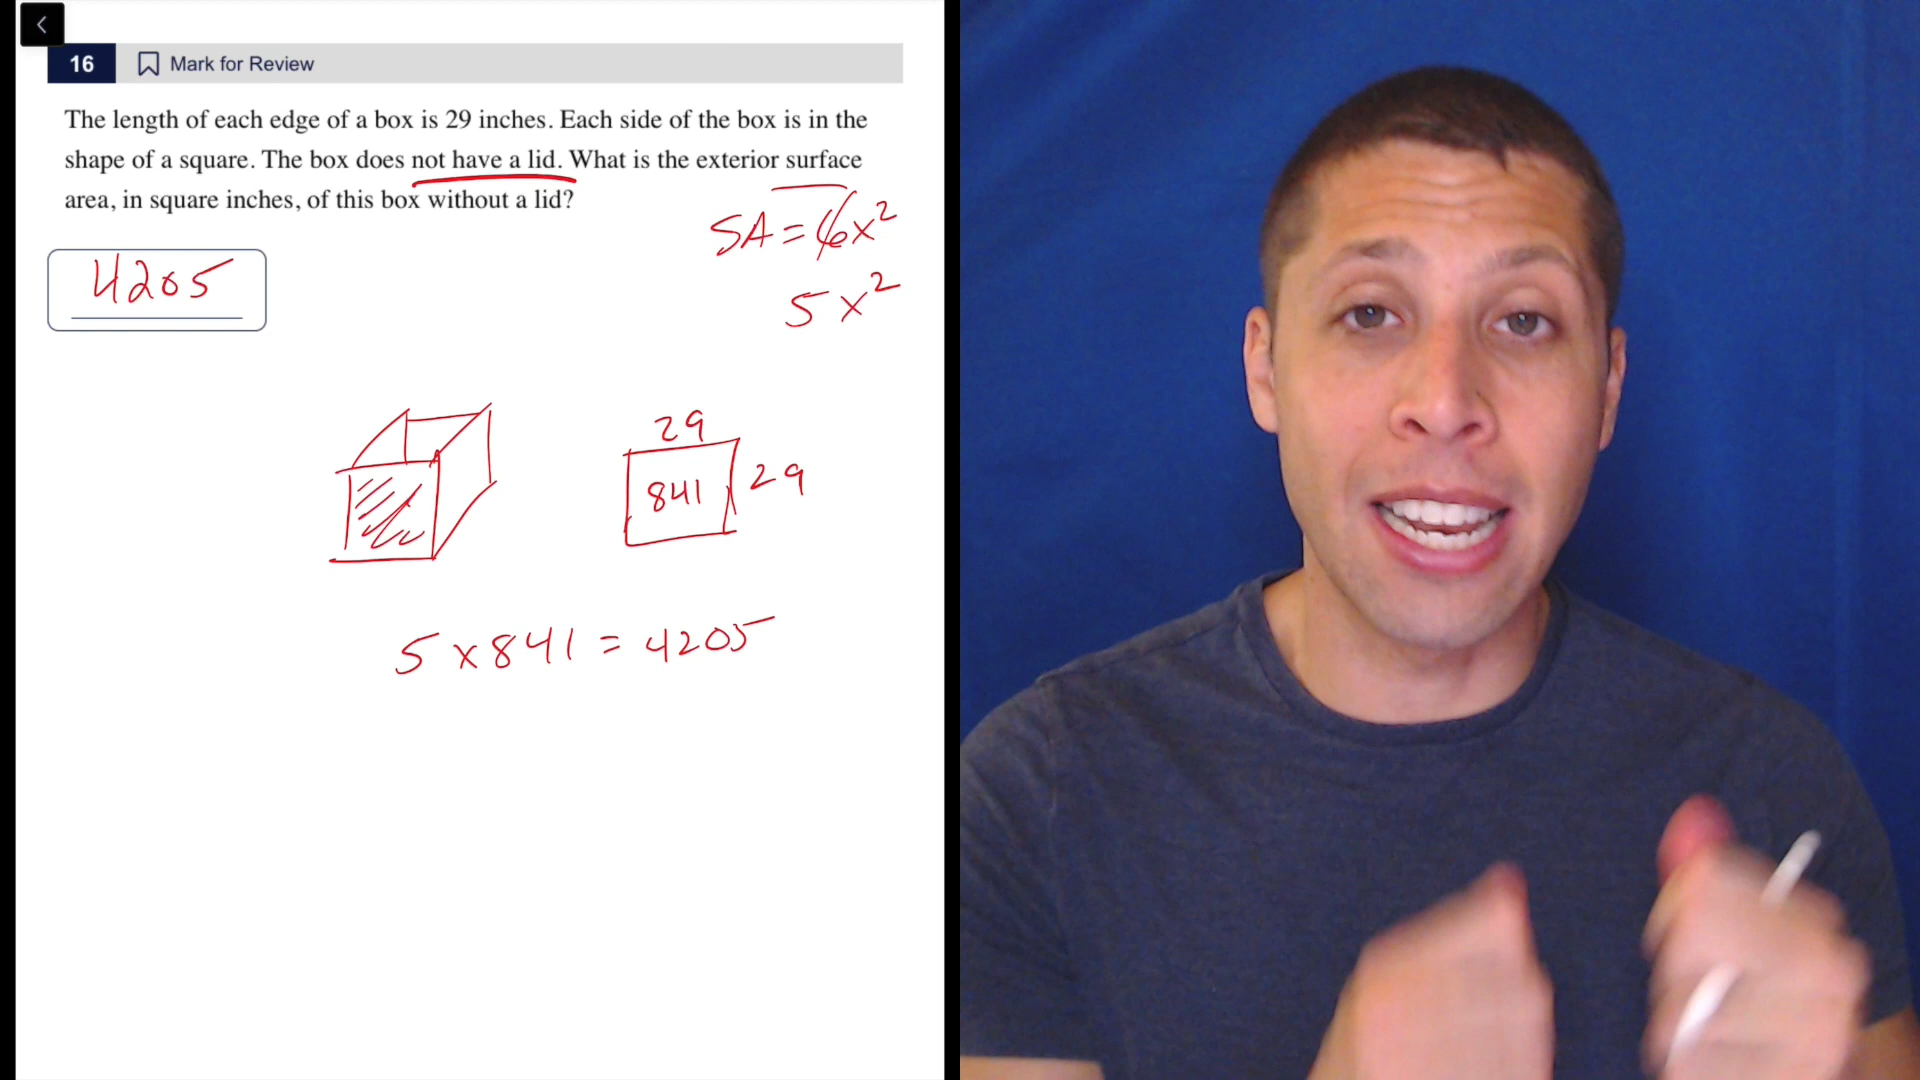 16 Mark for Review
The length of each edge of a box is 29 inches. Each side of the box is in the
shape of a square. The box does not have a lid. What is the exterior surface
area, in square inches, of this box without a lid?
SA = 6x²
5x²
4205
29
841
29
5 x 841 = 4205